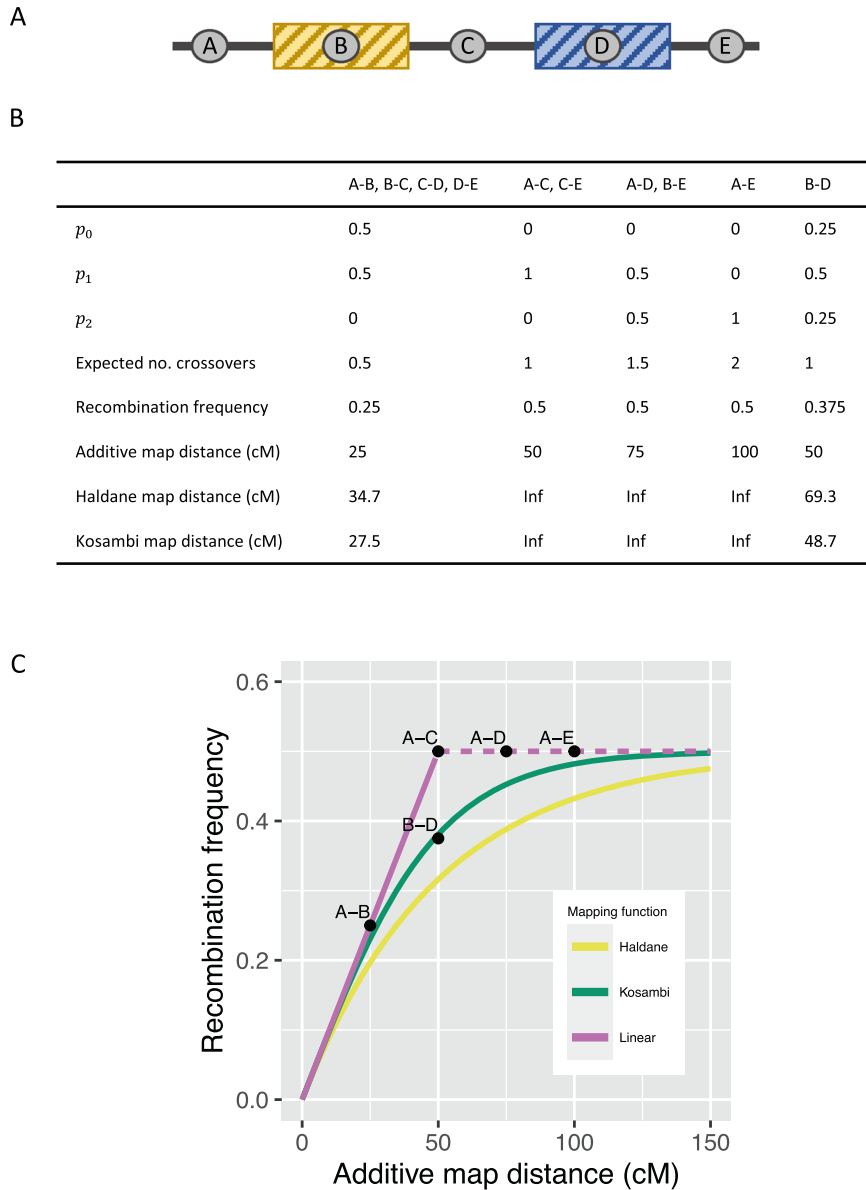 A
A B C D E
B
A-B, B-C, C-D, D-E A-C, C-E A-D, B-E A-E B-D
p₀ 0.5 0 0 0 0.25
p₁ 0.5 1 0.5 0 0.5
p₂ 0 0 0.5 1 0.25
Expected no. crossovers 0.5 1 1.5 2 1
Recombination frequency 0.25 0.5 0.5 0.5 0.375
Additive map distance (cM) 25 50 75 100 50
Haldane map distance (cM) 34.7 Inf Inf Inf 69.3
Kosambi map distance (cM) 27.5 Inf Inf Inf 48.7
C
Recombination frequency
0.6
0.4
0.2
0.0
A–C A–D A–E
B–D
A–B
Mapping function
Haldane
Kosambi
Linear
0 50 100 150
Additive map distance (cM)